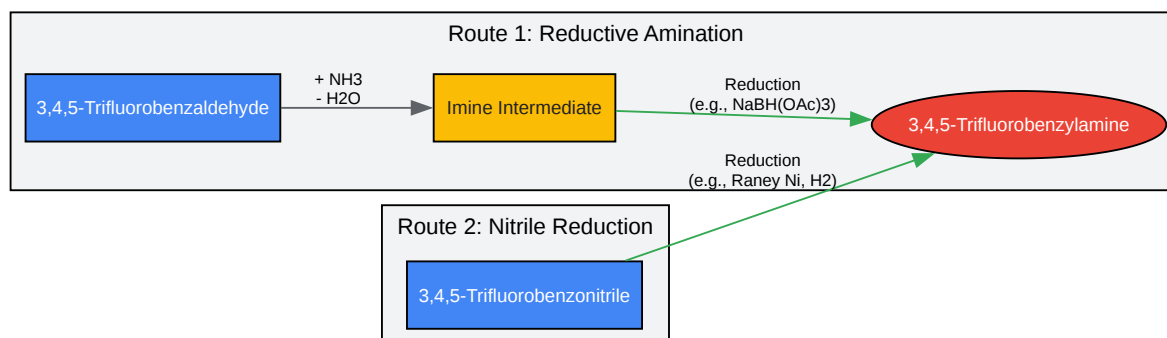 Route 1: Reductive Amination
3,4,5-Trifluorobenzaldehyde
+ NH3
- H2O
Imine Intermediate
Reduction
(e.g., NaBH(OAc)3)
3,4,5-Trifluorobenzylamine
Reduction
(e.g., Raney Ni, H2)
Route 2: Nitrile Reduction
3,4,5-Trifluorobenzonitrile